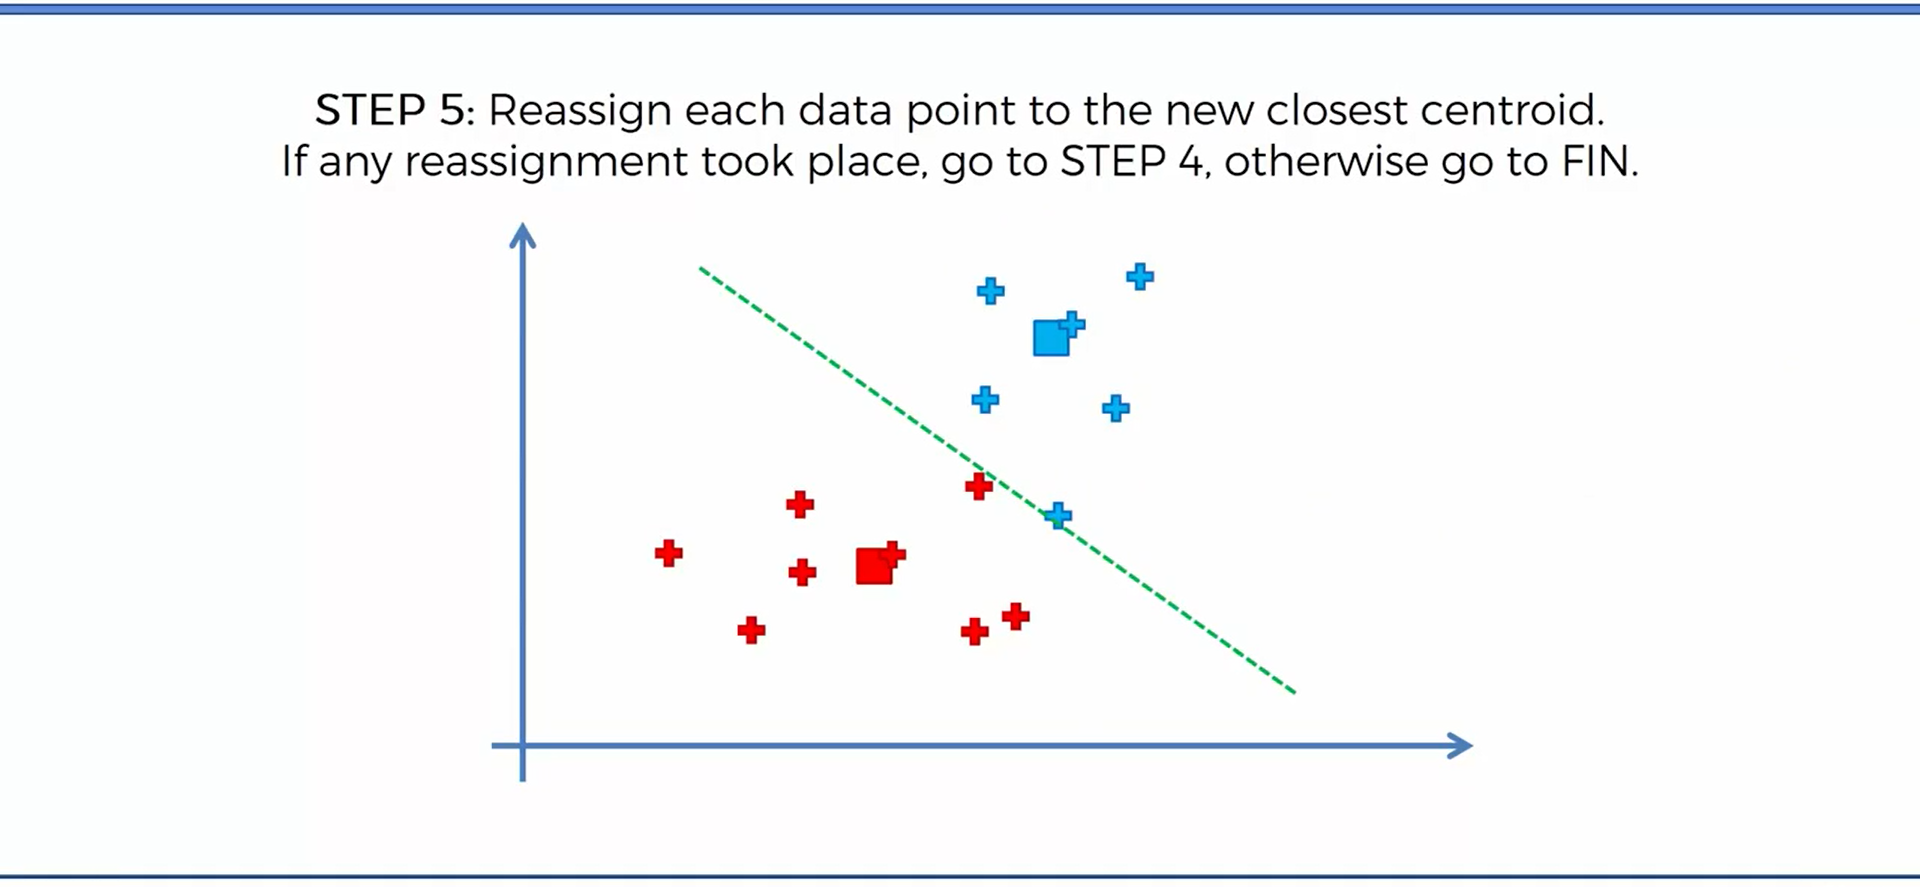 STEP 5: Reassign each data point to the new closest centroid.
If any reassignment took place, go to STEP 4, otherwise go to FIN.